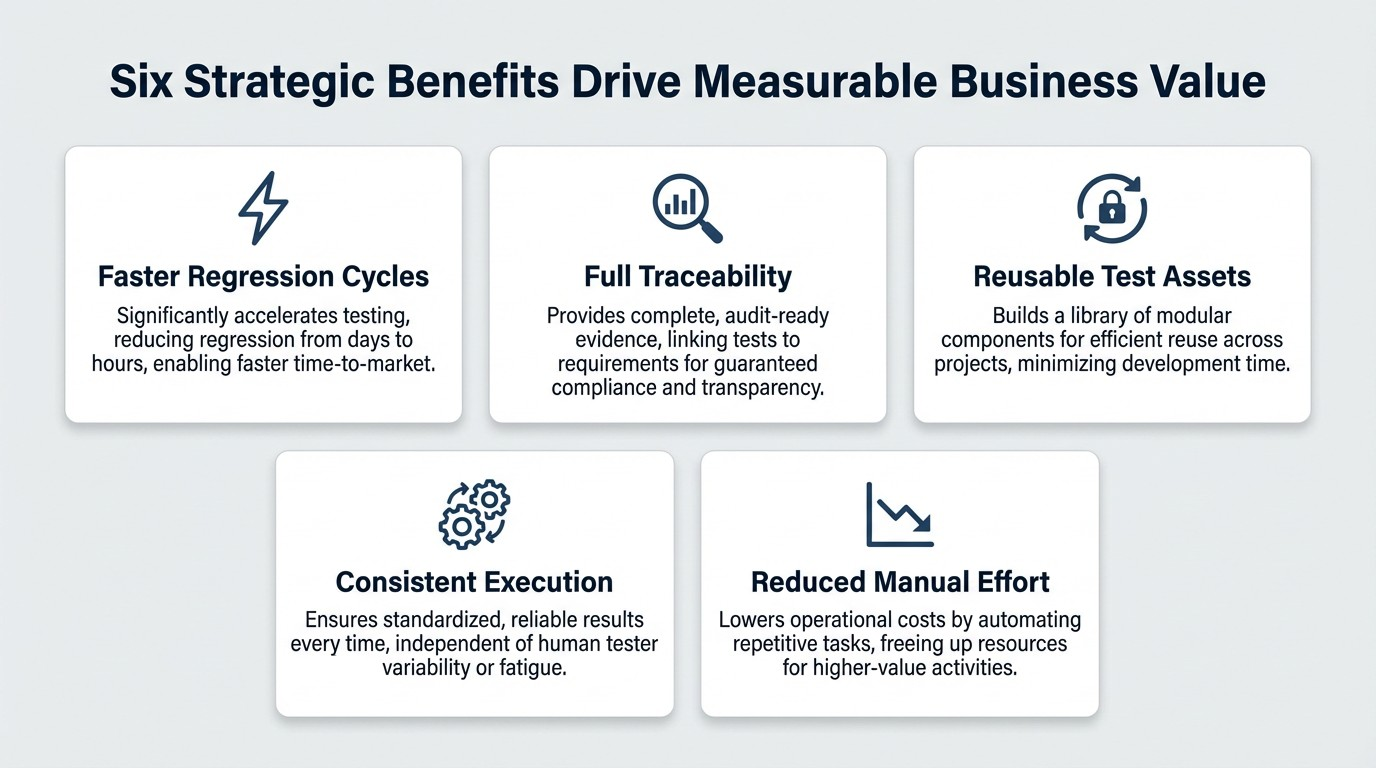 Six Strategic Benefits Drive Measurable Business Value
Faster Regression Cycles
Significantly accelerates testing,
reducing regression from days to
hours, enabling faster time-to-market.
Full Traceability
Provides complete, audit-ready
evidence, linking tests to
requirements for guaranteed
compliance and transparency.
Reusable Test Assets
Builds a library of modular
components for efficient reuse across
projects, minimizing development time.
Consistent Execution
Ensures standardized, reliable results
every time, independent of human tester
variability or fatigue.
Reduced Manual Effort
Lowers operational costs by automating
repetitive tasks, freeing up resources
for higher-value activities.